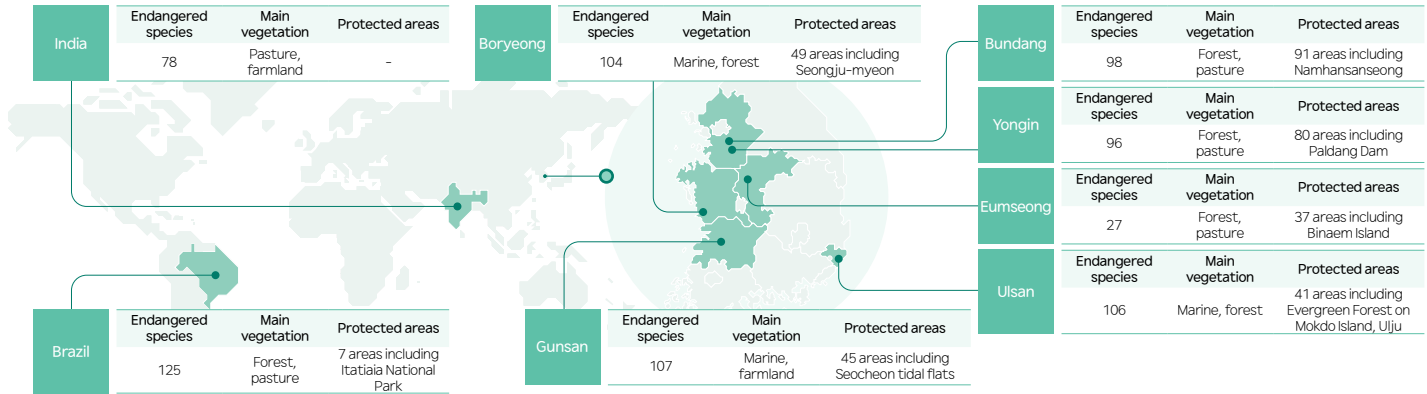 India
Endangered species
Main vegetation
Protected areas
78
Pasture, farmland
-
Boryeong
Endangered species
Main vegetation
Protected areas
104
Marine, forest
49 areas including Seongju-myeon
Bundang
Endangered species
Main vegetation
Protected areas
98
Forest, pasture
91 areas including Namhansanseong
Yongin
Endangered species
Main vegetation
Protected areas
96
Forest, pasture
80 areas including Paldang Dam
Eumseong
Endangered species
Main vegetation
Protected areas
27
Forest, pasture
37 areas including Binaem Island
Ulsan
Endangered species
Main vegetation
Protected areas
106
Marine, forest
41 areas including Evergreen Forest on Mokdo Island, Ulju
Brazil
Endangered species
Main vegetation
Protected areas
125
Forest, pasture
7 areas including Itatiaia National Park
Gunsan
Endangered species
Main vegetation
Protected areas
107
Marine, farmland
45 areas including Seocheon tidal flats